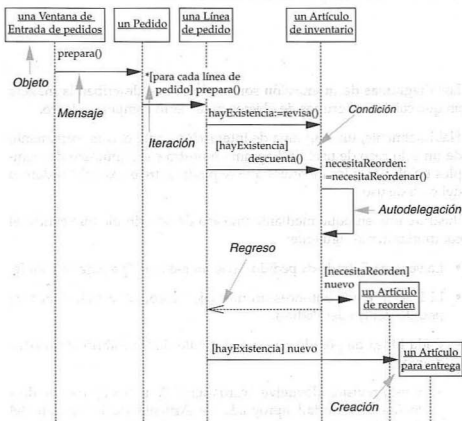 una Ventana de
Entrada de pedidos
un Pedido
una Línea
de pedido
un Artículo
de inventario
prepara()
Objeto
*[para cada línea de
pedido] prepara()
Mensaje
hayExistencia:=revisa()
Condición
Iteración
[hayExistencia]
descuenta()
necesitaReorden:
=necesitaReordenar()
Autodelegación
Regreso
[necesitaReorden]
nuevo
un Artículo
de reorden
[hayExistencia] nuevo
un Artículo
para entrega
Creación